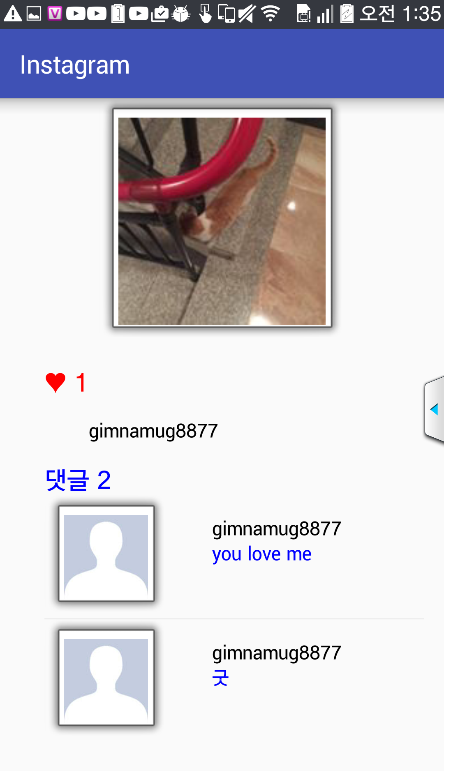 오전 1:35
Instagram
♥ 1
gimnamug8877
댓글 2
gimnamug8877
you love me
gimnamug8877
굿